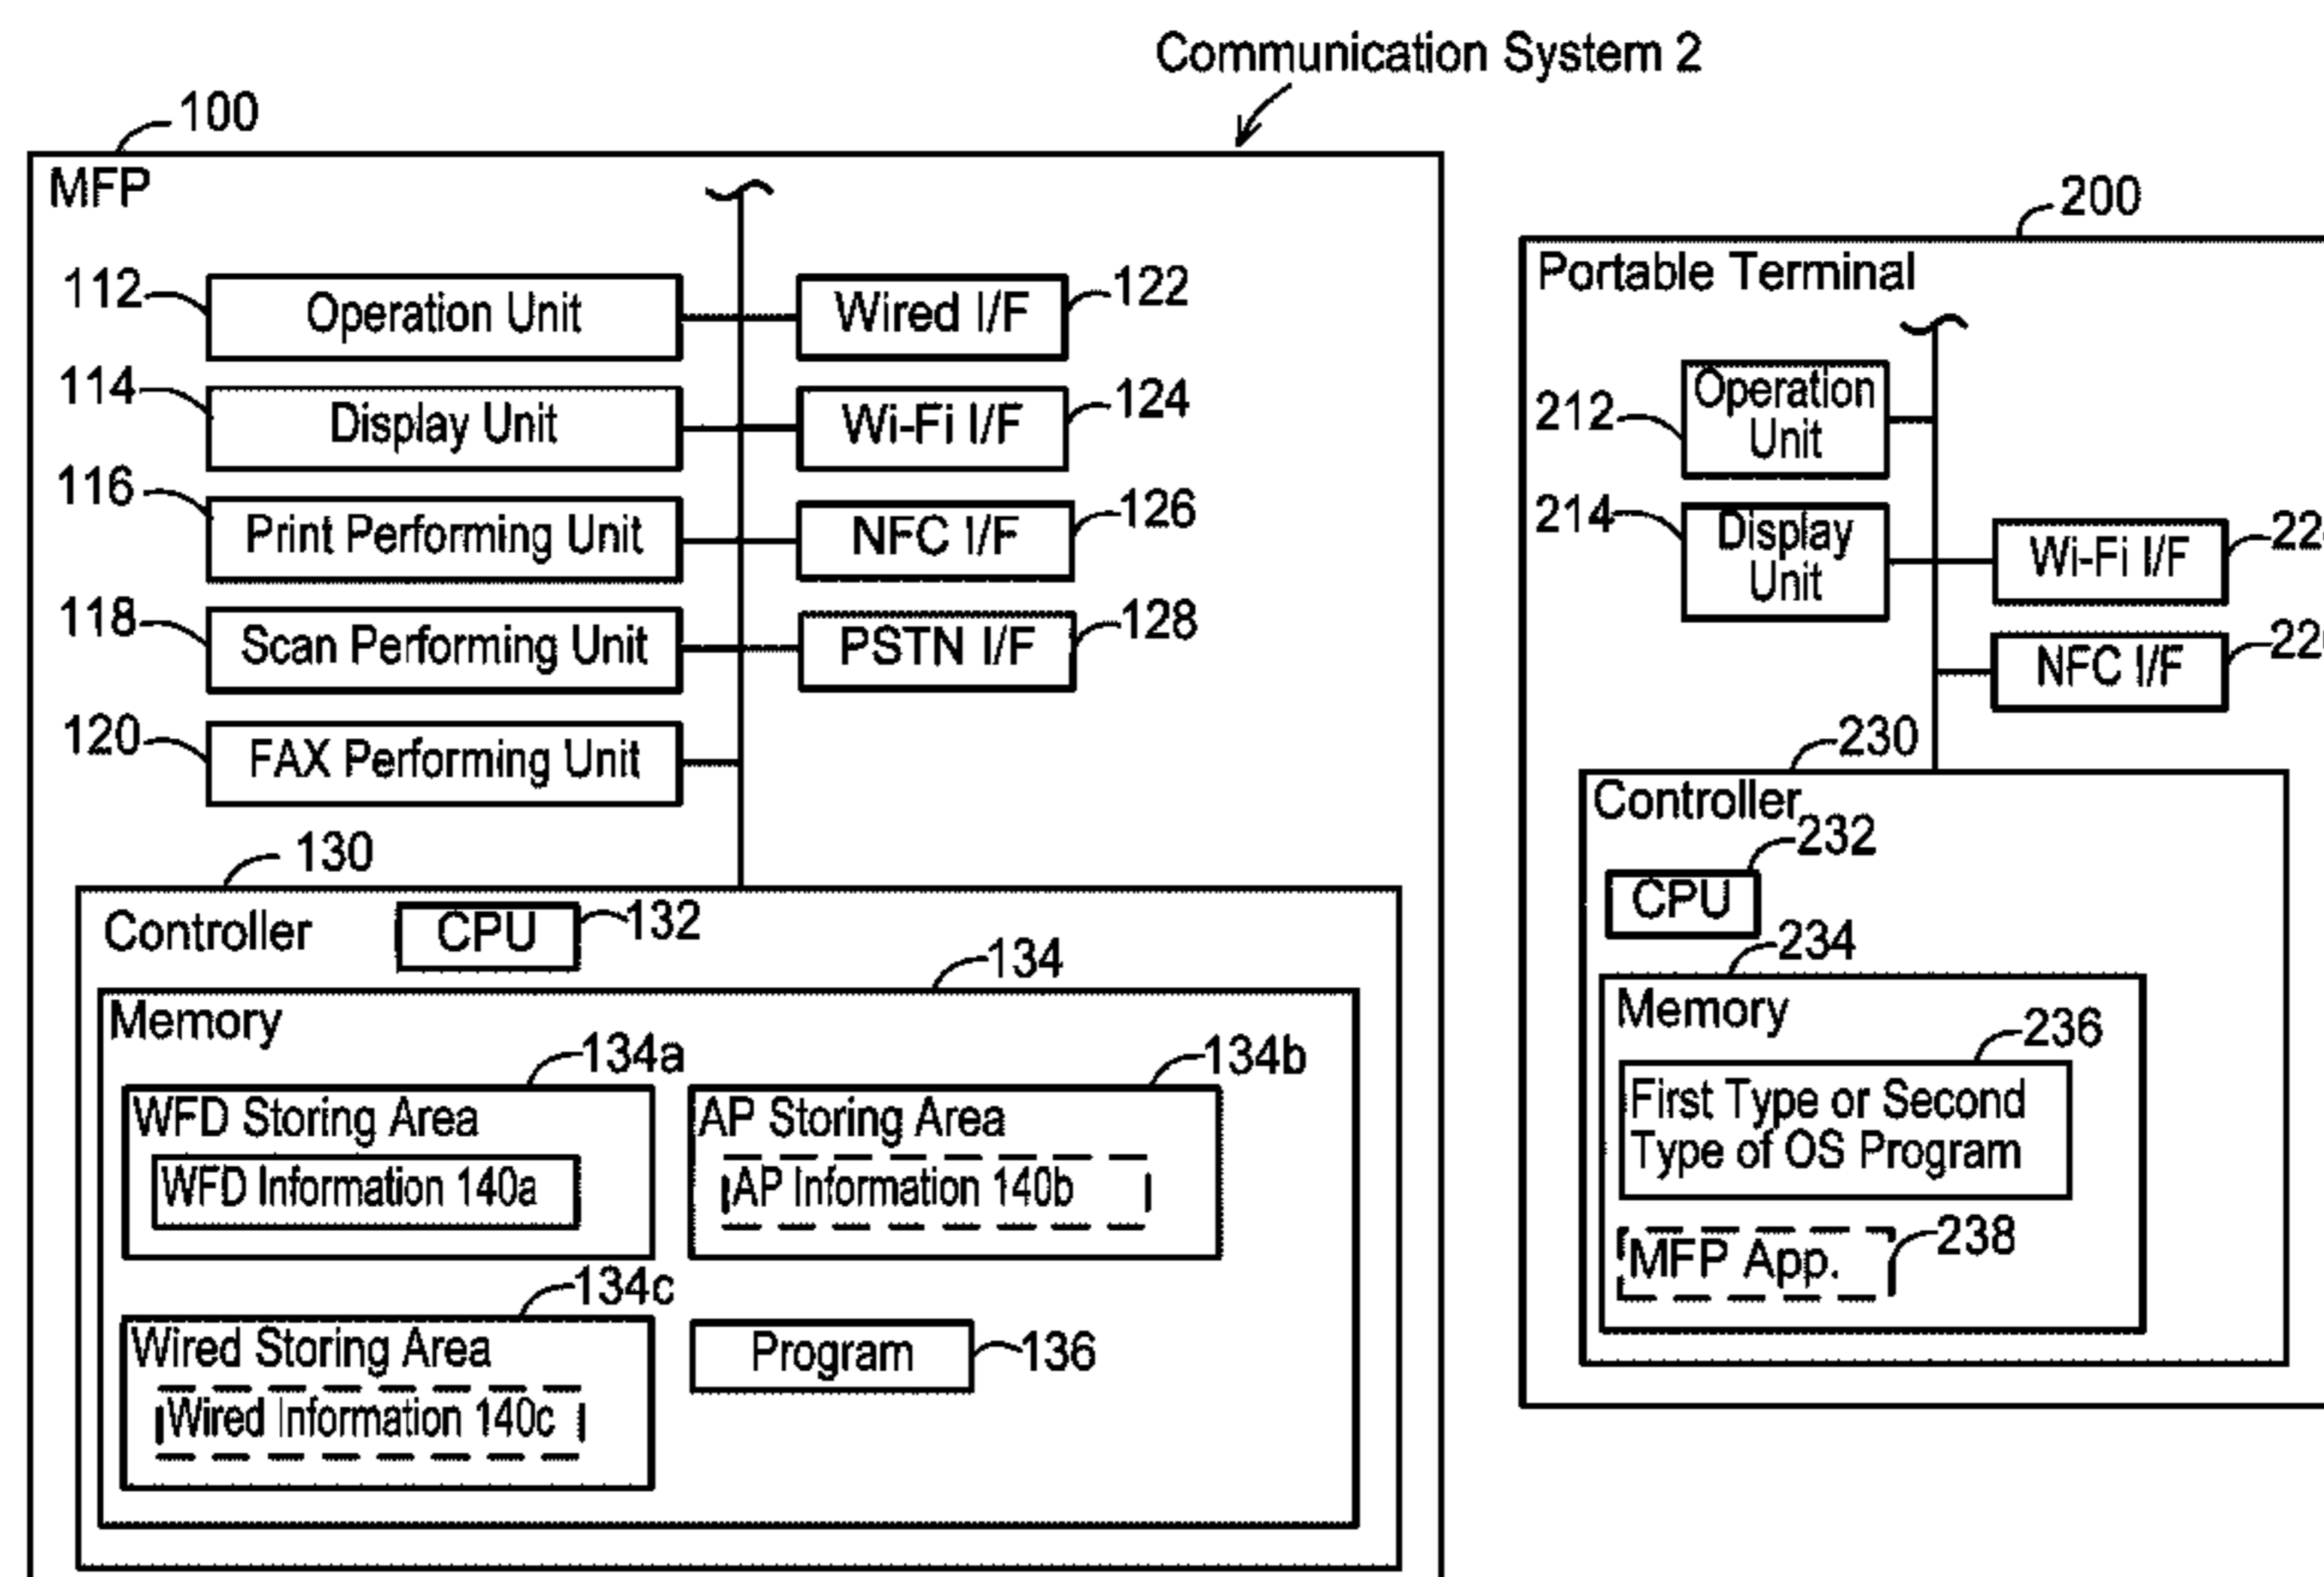 Communication System 2
100
MFP
112
Operation Unit
Wired I/F
122
114
Display Unit
Wi-Fi I/F
124
116
Print Performing Unit
NFC I/F
126
118
Scan Performing Unit
PSTN I/F
128
120
FAX Performing Unit
130
Controller
CPU
132
134
Memory
134a
WFD Storing Area
WFD Information 140a
134b
AP Storing Area
AP Information 140b
134c
Wired Storing Area
Wired Information 140c
Program
136
200
Portable Terminal
212
Operation
Unit
214
Display
Unit
Wi-Fi I/F
NFC I/F
230
Controller
232
CPU
234
Memory
236
First Type or Second
Type of OS Program
MFP App.
238